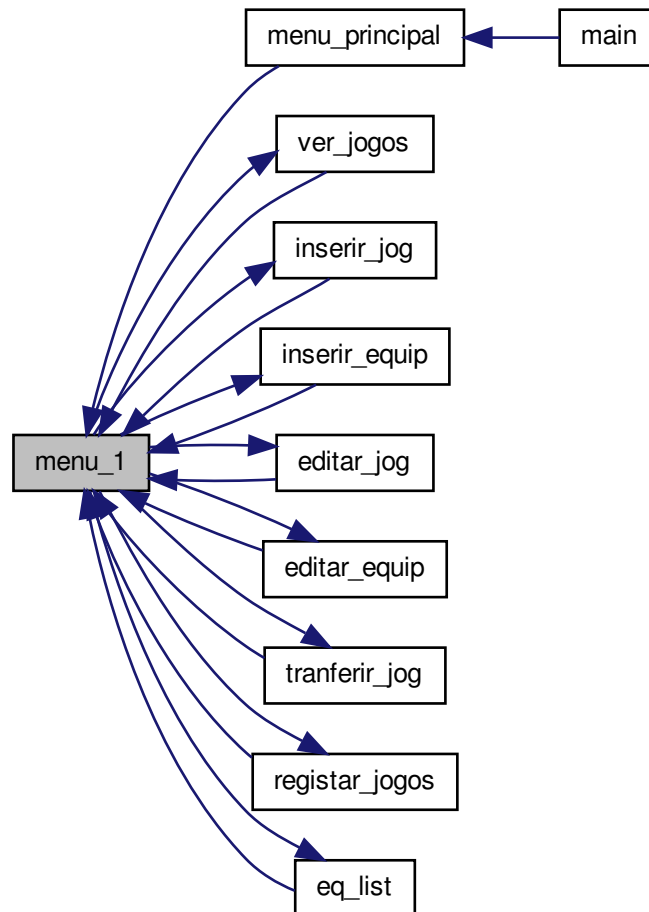 menu_principal
main
ver_jogos
inserir_jog
inserir_equip
menu_1
editar_jog
editar_equip
tranferir_jog
registar_jogos
eq_list